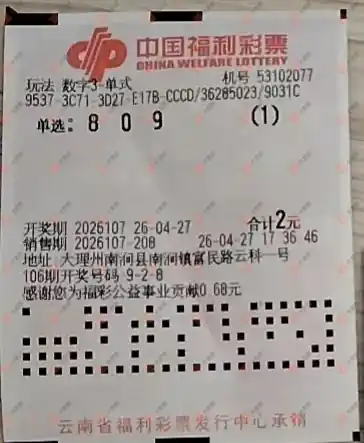 中国福利彩票
CHINA WELFARE LOTTERY
玩法 数字3-单式 机号 53102077
9537-3C71-3D27-E17B-CCCD/36285023/9031C
单选: 8 0 9 (1)
开奖期 2026107 26-04-27 合计2元
销售期 2026107-208 26-04-27 17 36 46
地址 大理州南涧县南涧镇富民路云科一号
106期开奖号码 9-2-8
感谢您为福彩公益事业贡献0 68元
云南省福利彩票发行中心承销